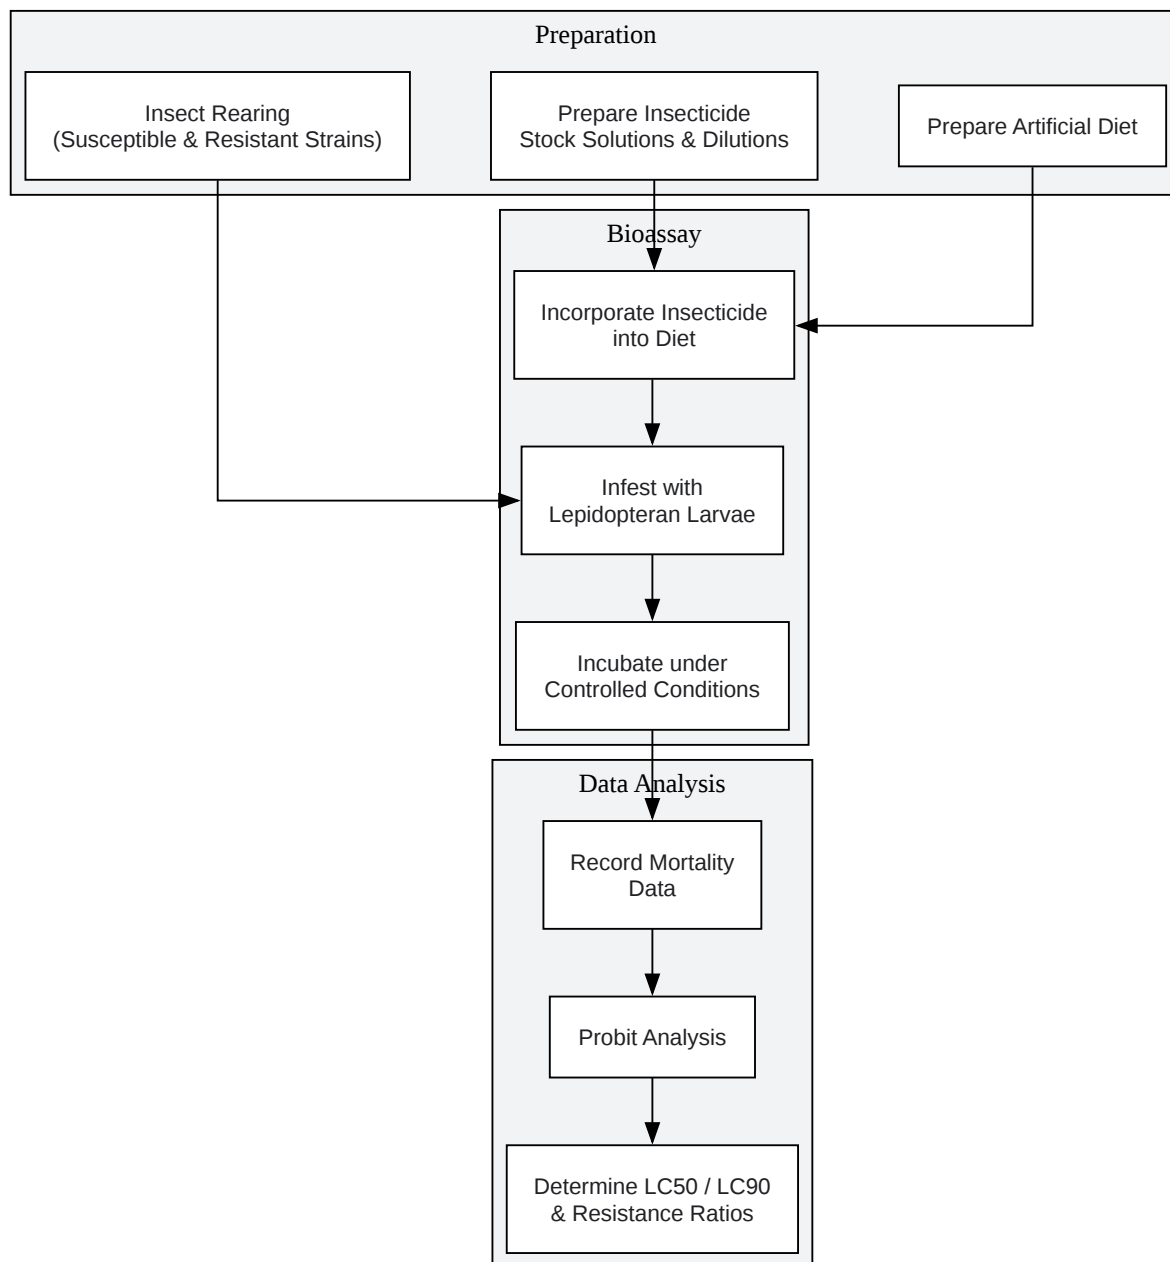 Preparation
Insect Rearing
(Susceptible & Resistant Strains)
Prepare Insecticide
Stock Solutions & Dilutions
Prepare Artificial Diet
Bioassay
Incorporate Insecticide
into Diet
Infest with
Lepidopteran Larvae
Incubate under
Controlled Conditions
Data Analysis
Record Mortality
Data
Probit Analysis
Determine LC50 / LC90
& Resistance Ratios